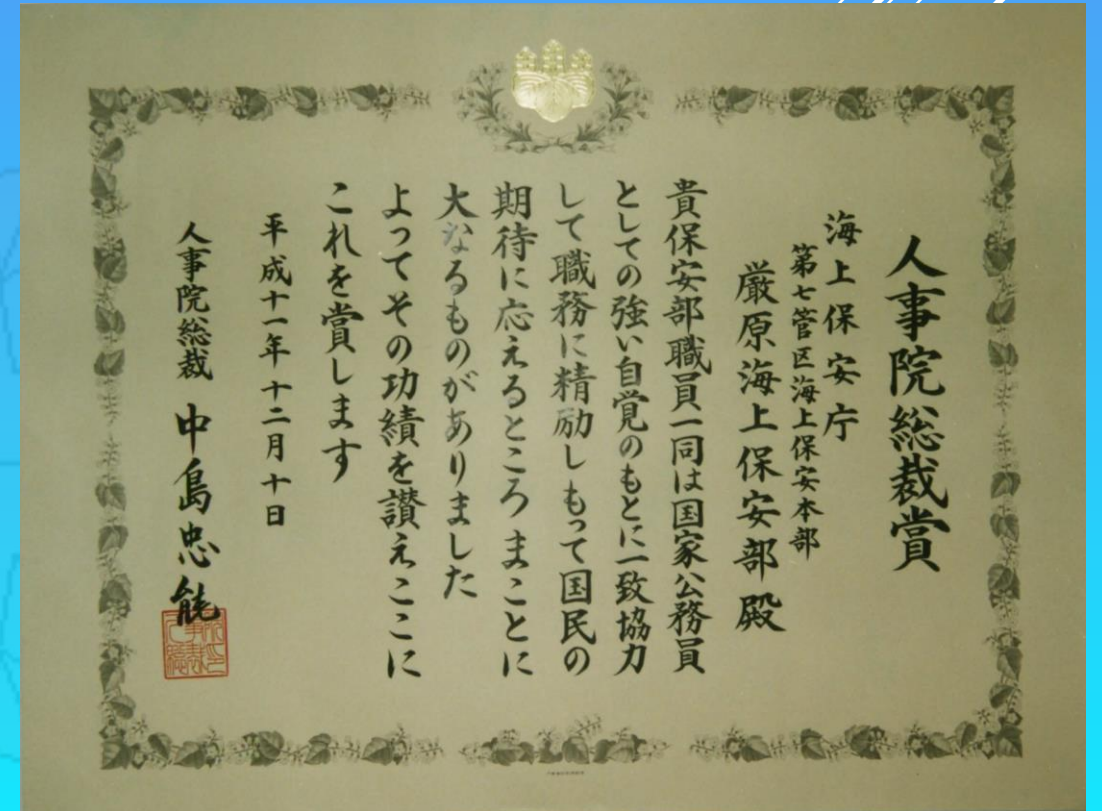 人事院総裁賞
海上保安庁
第七管区海上保安本部
厳原海上保安部殿
貴保安部職員一同は国家公務員
としての強い自覚のもとに一致協力
して職務に精励しもって国民の
期待に応えるところまことに
大なるものがありました
よってその功績を讃えここに
これを賞します
平成十一年十二月十日
人事院総裁 中島忠能